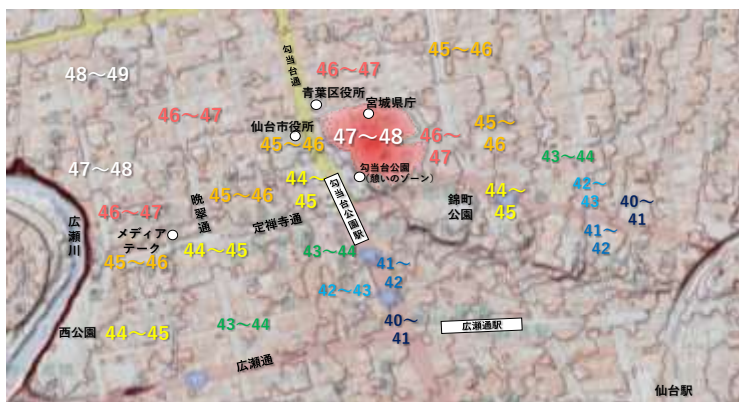 勾当台通
45～46
46～47
48～49
青葉区役所
宮城県庁
46～47
仙台市役所
47～48
46～
47
45～
46
45～46
43～44
47～48
勾当台公園
(憩いのゾーン)
44～
45
勾当台公園駅
晩翠通
45～46
錦町
公園
44～
45
42～
43
40～
41
46～47
広瀬川
定禅寺通
メディア
テーク
44～45
43～44
41～
42
45～46
41～
42
42～43
西公園
44～45
43～44
40～
41
広瀬通駅
広瀬通
仙台駅